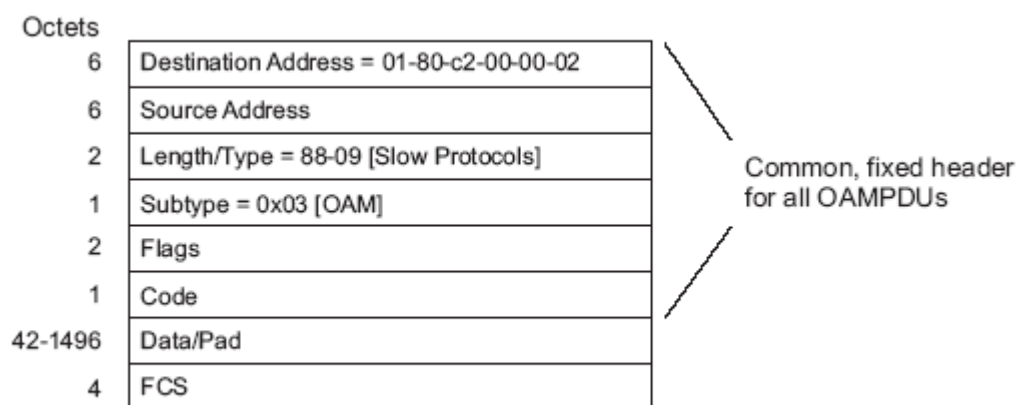 Octets
6 Destination Address = 01-80-c2-00-00-02
6 Source Address
2 Length/Type = 88-09 [Slow Protocols]
1 Subtype = 0x03 [OAM]
2 Flags
1 Code
42-1496 Data/Pad
4 FCS
Common, fixed header
for all OAMPDUs